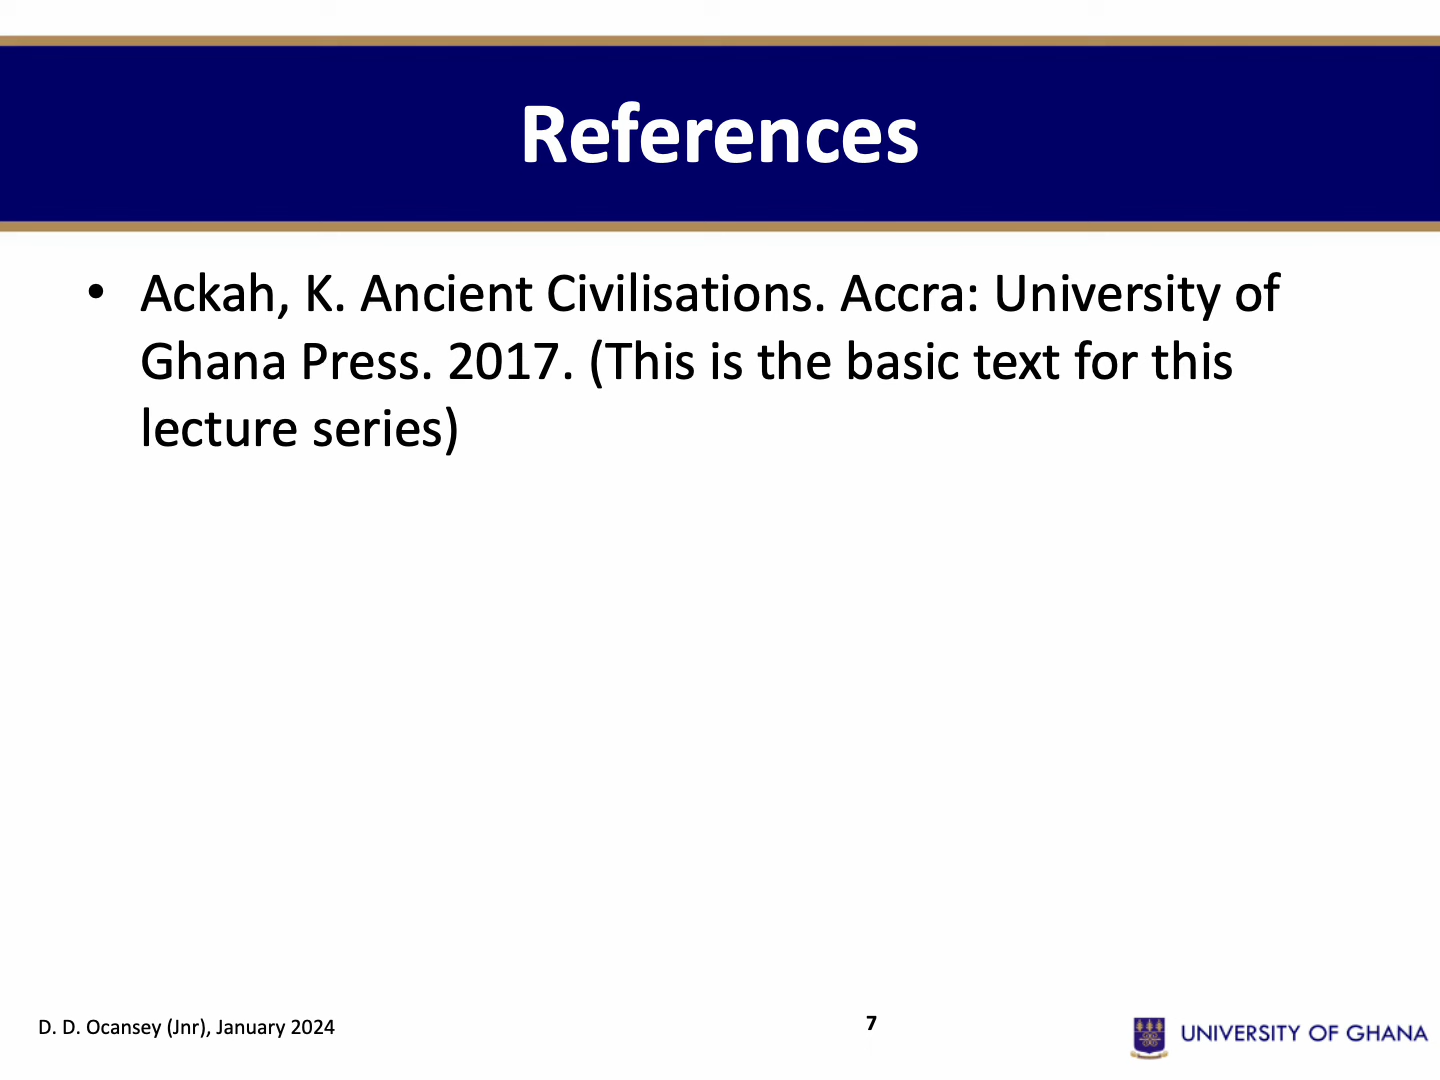 References
• Ackah, K. Ancient Civilisations. Accra: University of
Ghana Press. 2017. (This is the basic text for this
lecture series)
D. D. Ocansey (Jnr), January 2024
7
UNIVERSITY OF GHANA